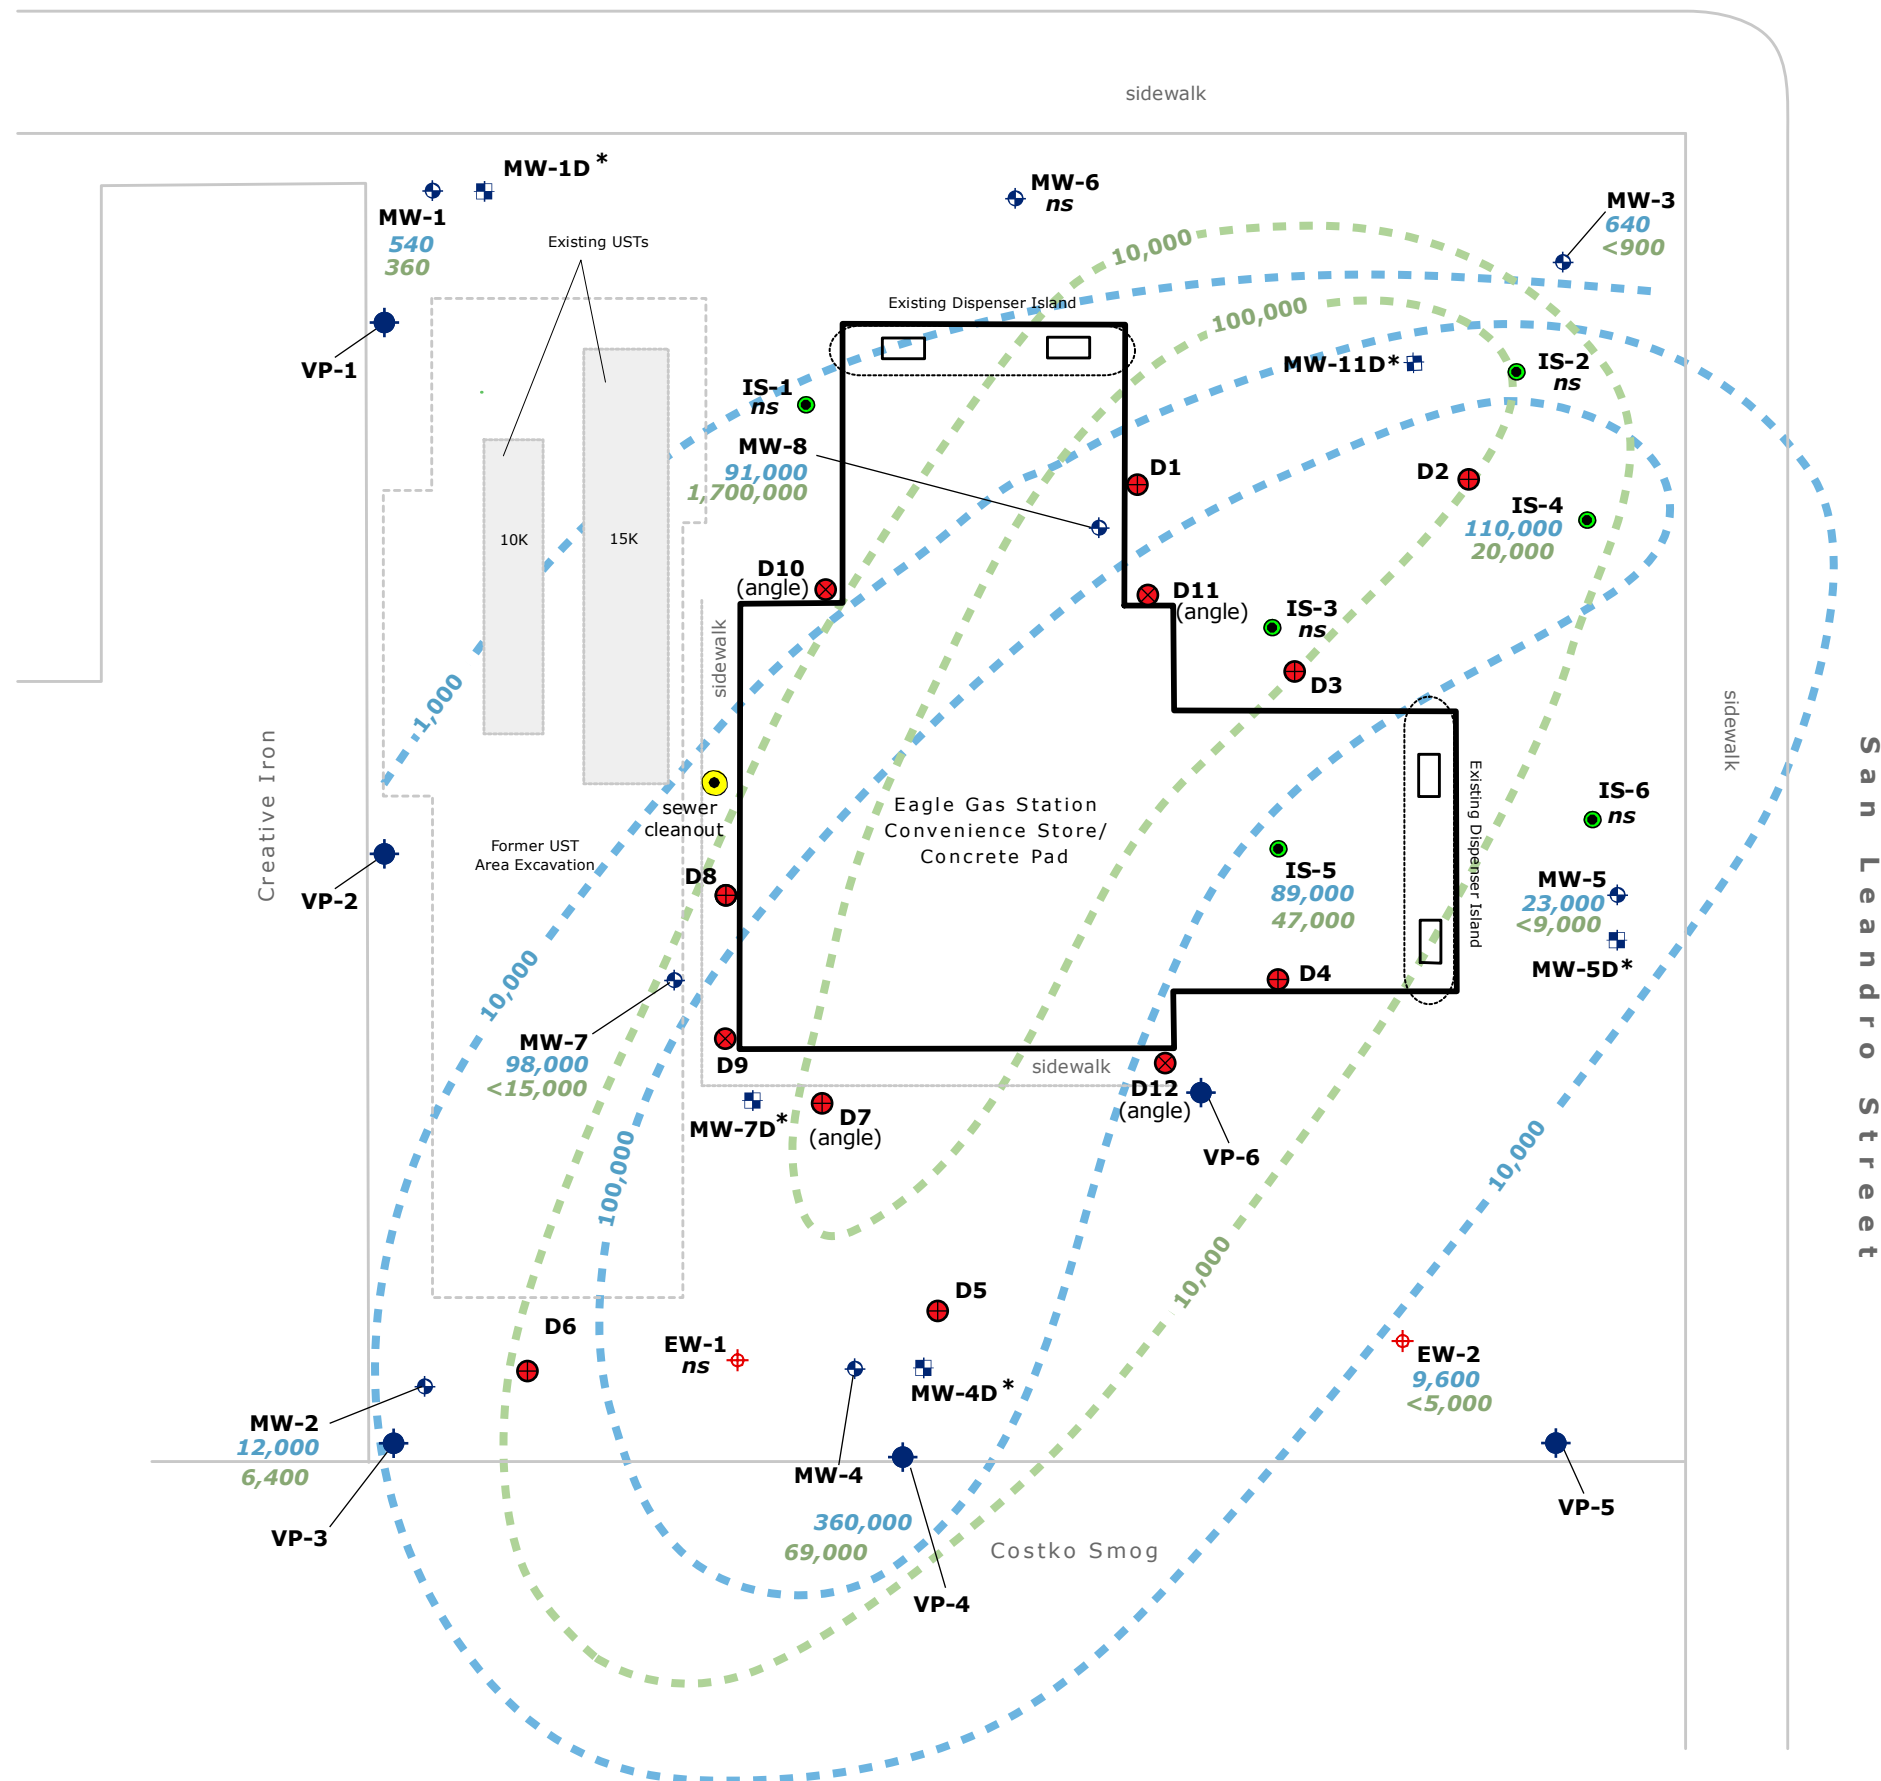 sidewalk
MW-1D *
MW-1
540
360
MW-6
ns
MW-3
640
<900
Existing USTs
10,000
Existing Dispenser Island
100,000
VP-1
MW-11D*
IS-2
ns
IS-1
ns
MW-8
91,000
1,700,000
D1
D2
IS-4
110,000
20,000
10K
15K
D10
(angle)
D11
(angle)
IS-3
ns
D3
sidewalk
1,000
sidewalk
San Leandro Street
Creative Iron
sewer
cleanout
Eagle Gas Station
Convenience Store/
Concrete Pad
Existing Dispenser Island
IS-6
ns
Former UST
Area Excavation
VP-2
D8
IS-5
89,000
47,000
MW-5
23,000
<9,000
MW-5D*
10,000
D4
MW-7
98,000
<15,000
D9
sidewalk
D12
(angle)
MW-7D*
D7
(angle)
VP-6
100,000
10,000
10,000
D5
D6
EW-1
ns
MW-4D *
EW-2
9,600
<5,000
MW-2
12,000
6,400
MW-4
360,000
69,000
VP-3
VP-5
Costko Smog
VP-4